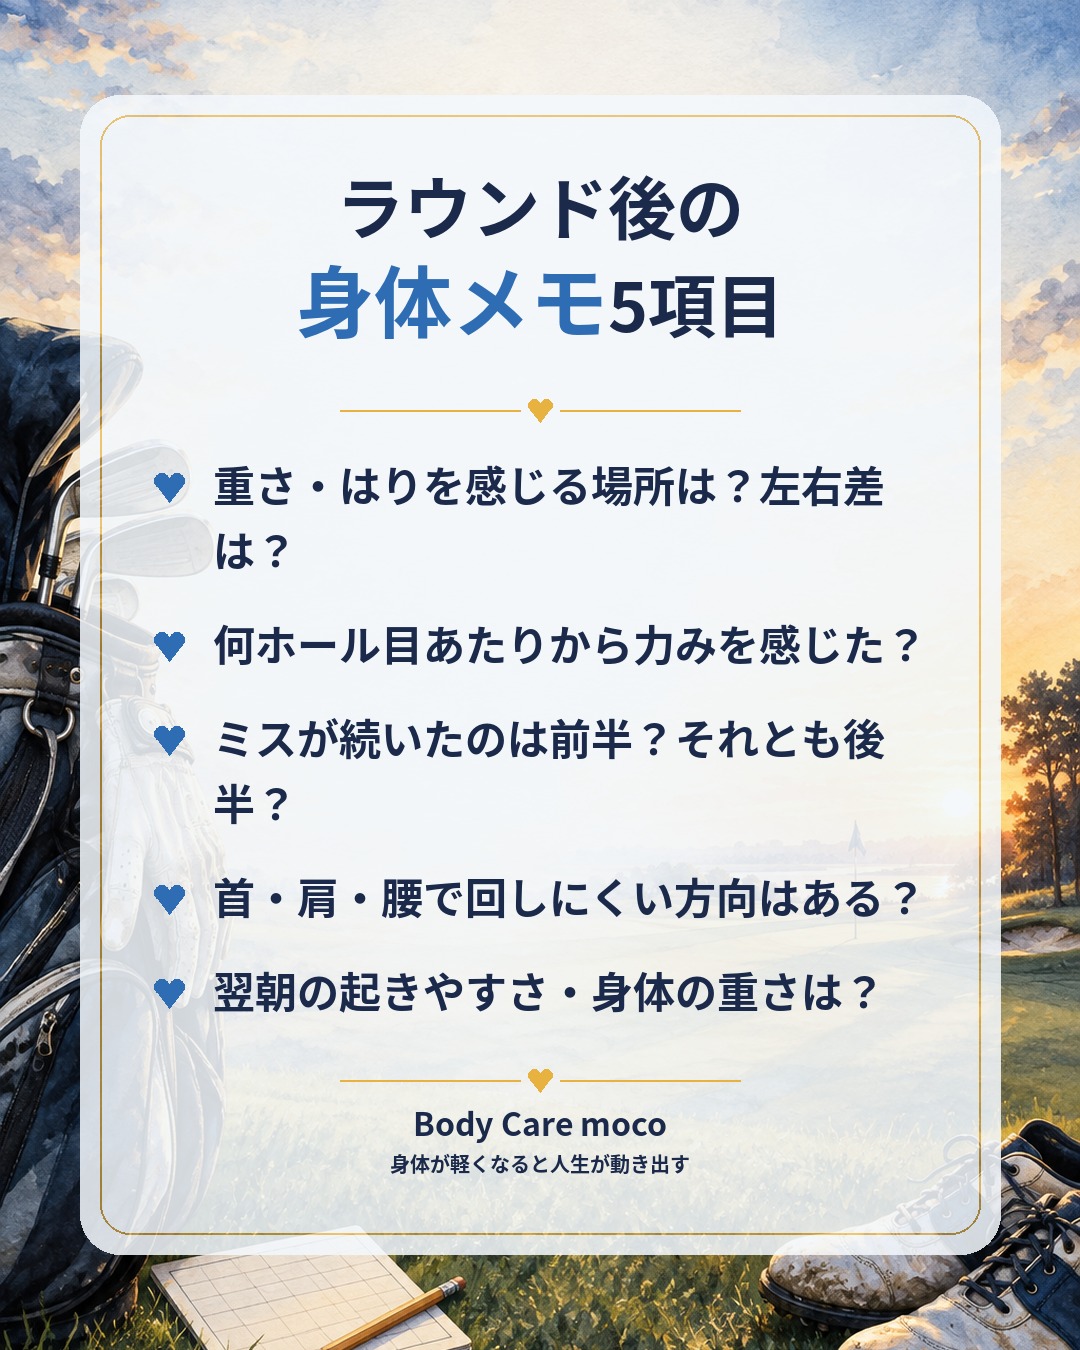 ラウンド後の
身体メモ5項目
重さ・はりを感じる場所は？左右差
は？
何ホール目あたりから力みを感じた？
ミスが続いたのは前半？それとも後
半？
首・肩・腰で回しにくい方向はある？
翌朝の起きやすさ・身体の重さは？
Body Care moco
身体が軽くなると人生が動き出す